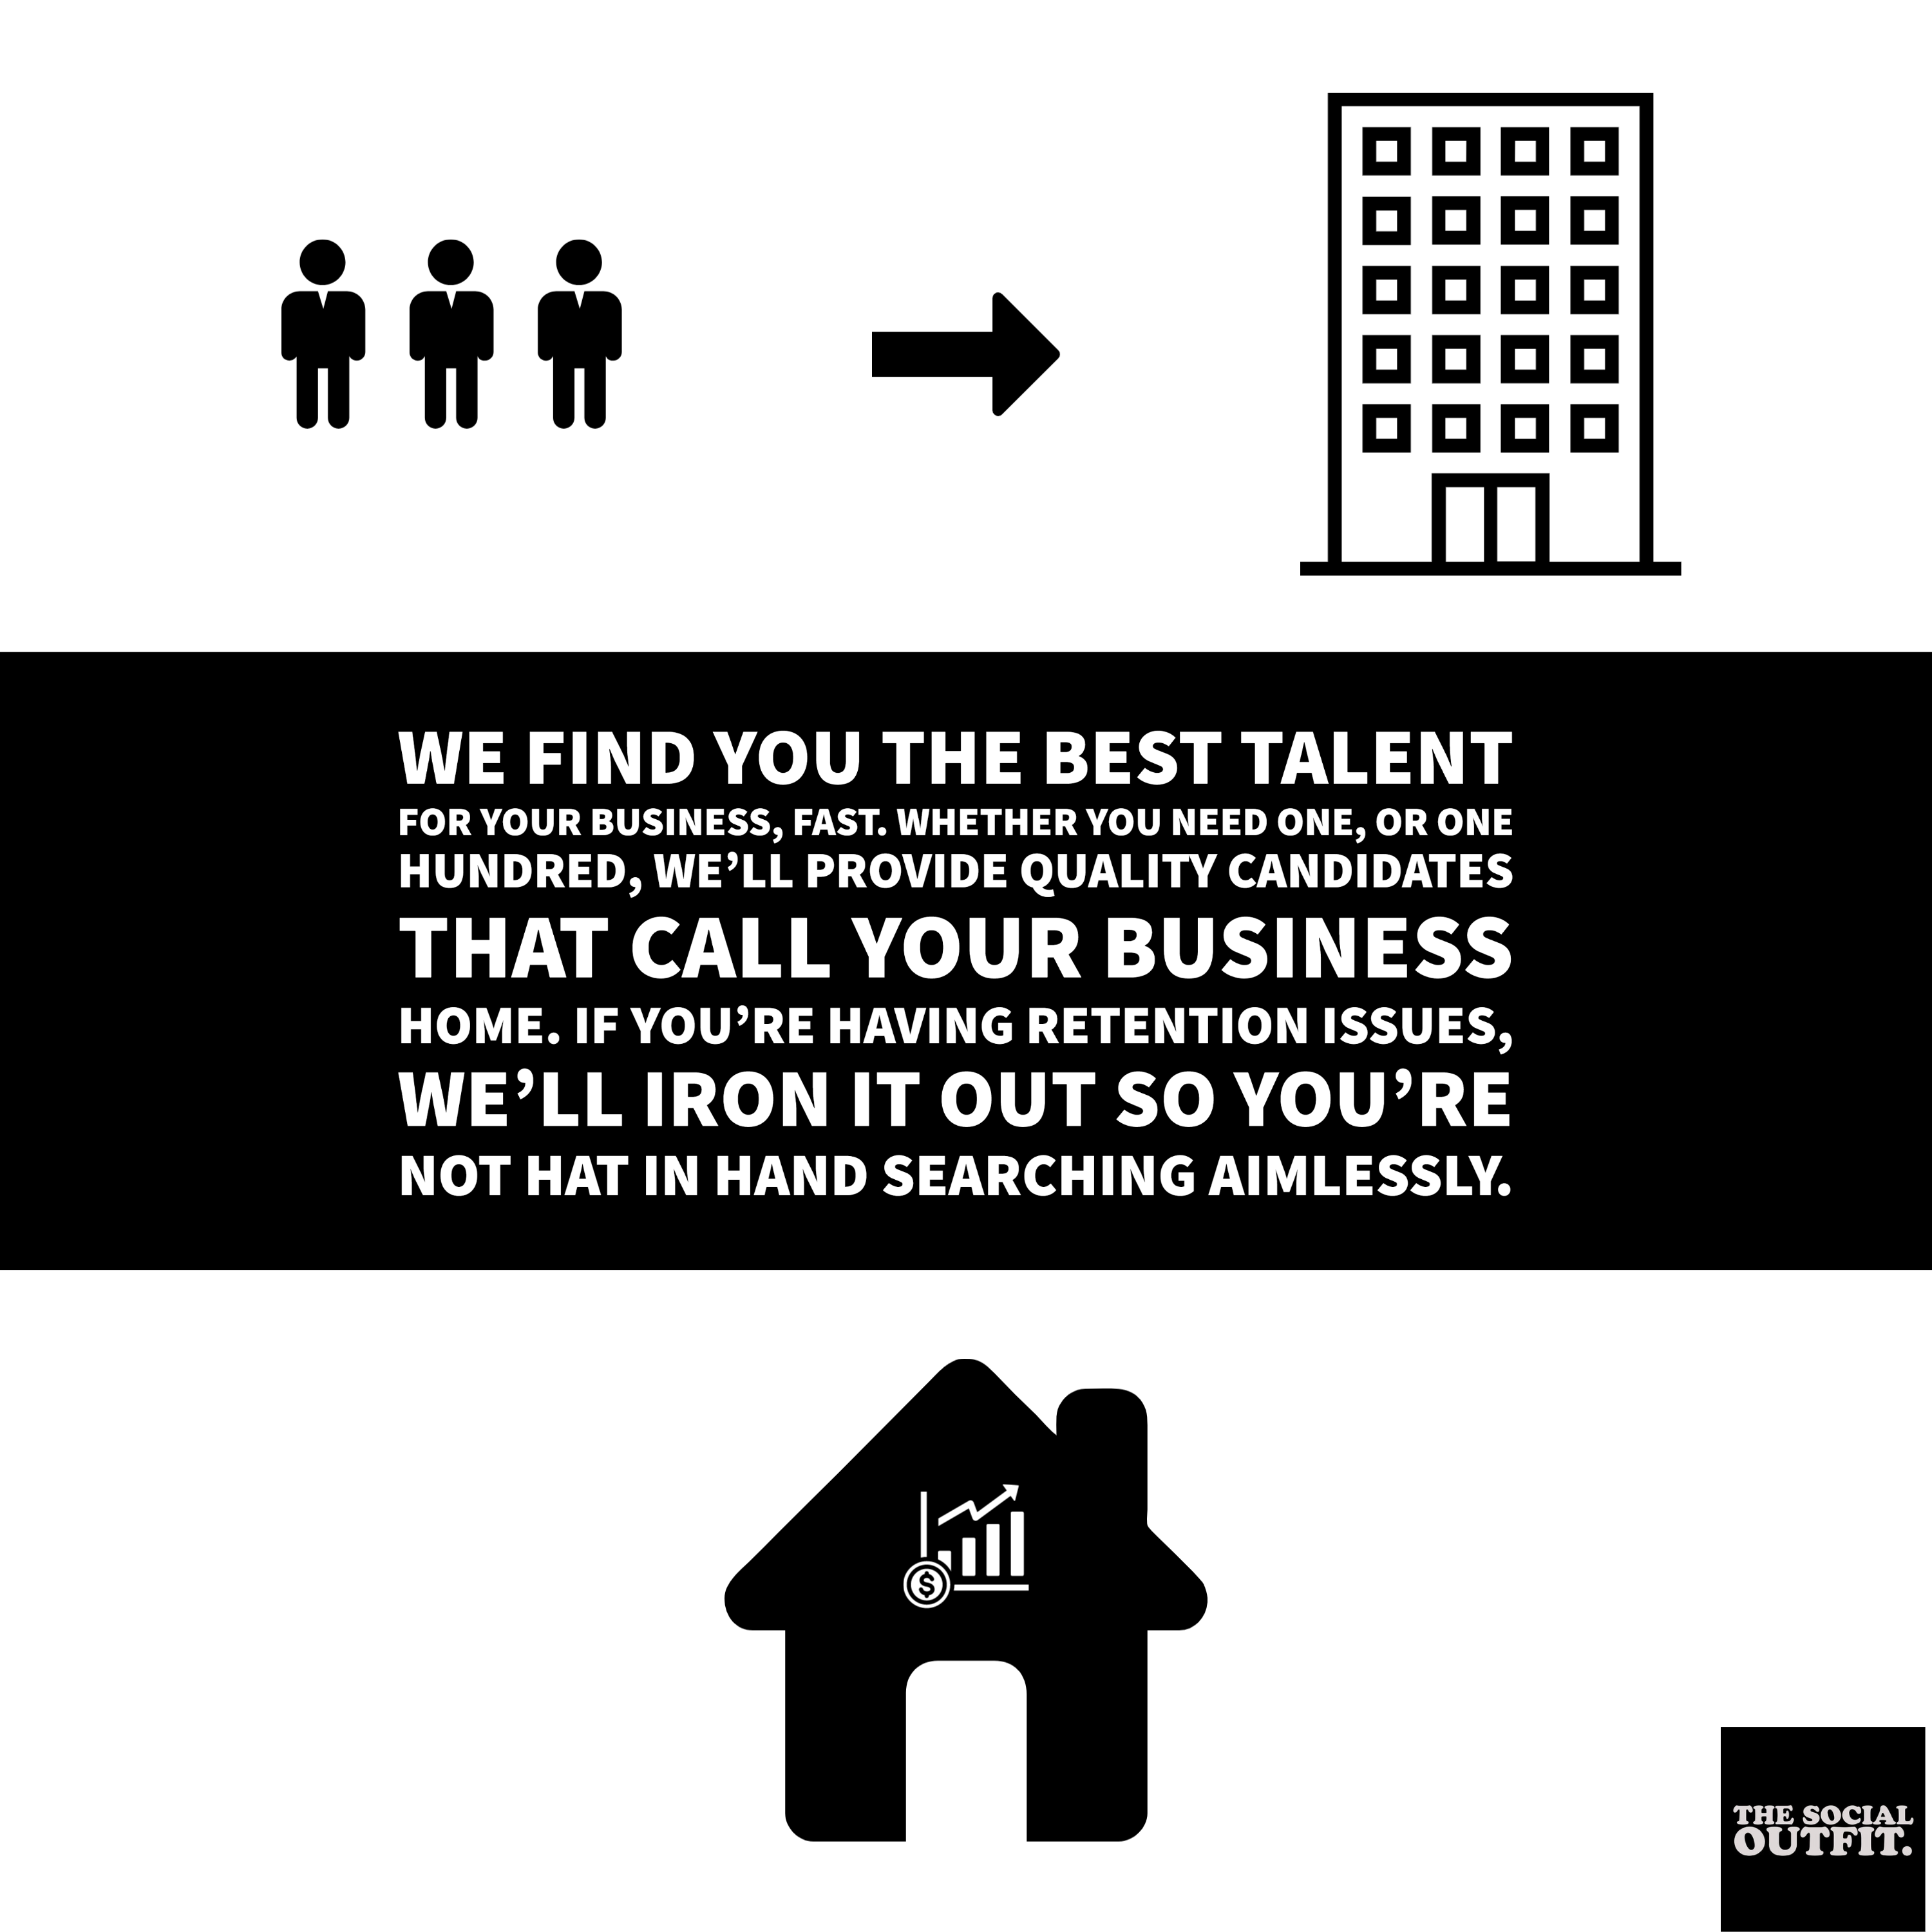 WE FIND YOU THE BEST TALENT
FOR YOUR BUSINESS, FAST. WHETHER YOU NEED ONE, OR ONE
HUNDRED, WE'LL PROVIDE QUALITY CANDIDATES
THAT CALL YOUR BUSINESS
HOME. IF YOU'RE HAVING RETENTION ISSUES,
WE'LL IRON IT OUT SO YOU'RE
NOT HAT IN HAND SEARCHING AIMLESSLY.
$
THE SOCIAL
OUTFIT.